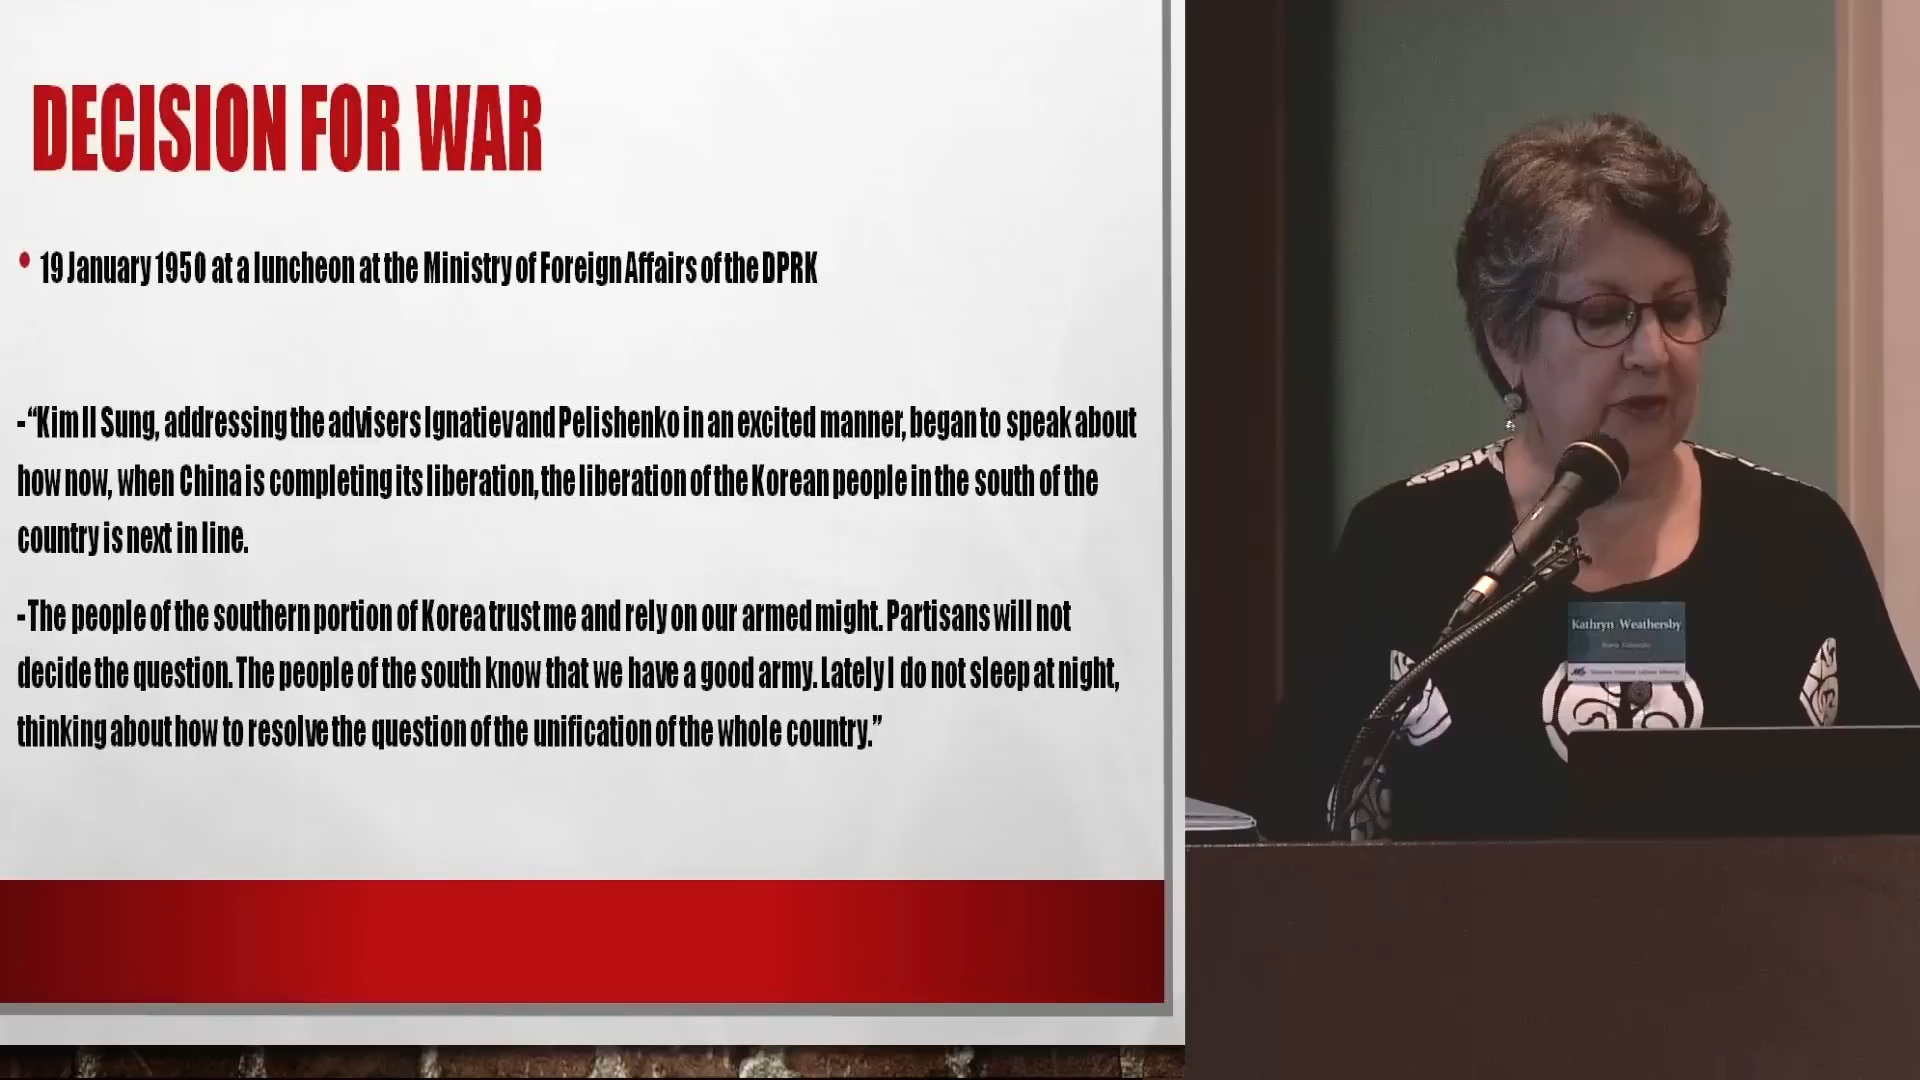 DECISION FOR WAR
• 19 January 1950 at a luncheon at the Ministry of Foreign Affairs of the DPRK
-“Kim Il Sung, addressing the advisers Ignatiev and Pelishenko in an excited manner, began to speak about
how now, when China is completing its liberation, the liberation of the Korean people in the south of the
country is next in line.
-The people of the southern portion of Korea trust me and rely on our armed might. Partisans will not
decide the question. The people of the south know that we have a good army. Lately I do not sleep at night,
thinking about how to resolve the question of the unification of the whole country.”
Kathryn Weathersby